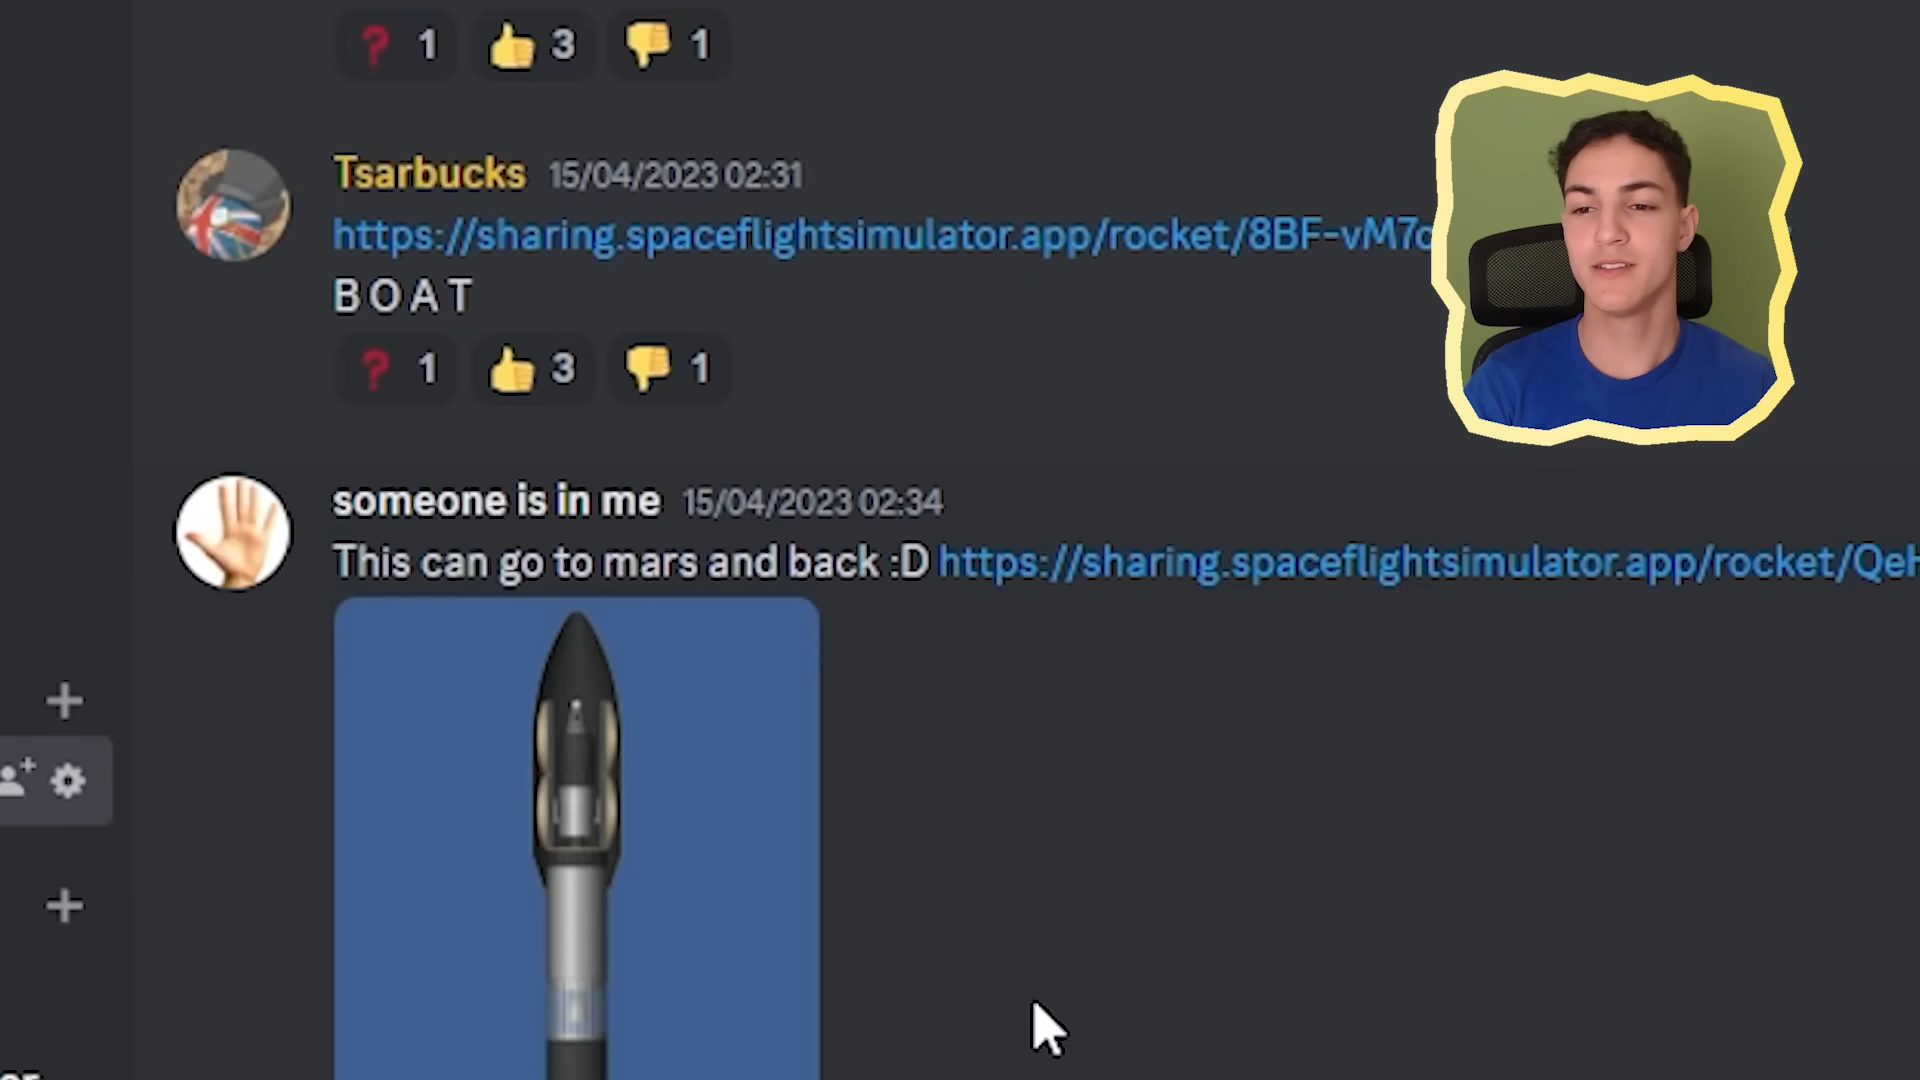 1 3 1
Tsarbucks 15/04/2023 02:31
https://sharing.spaceflightsimulator.app/rocket/8BF-vM7
B O A T
1 3 1
someone is in me 15/04/2023 02:34
This can go to mars and back :D https://sharing.spaceflightsimulator.app/rocket/Qe